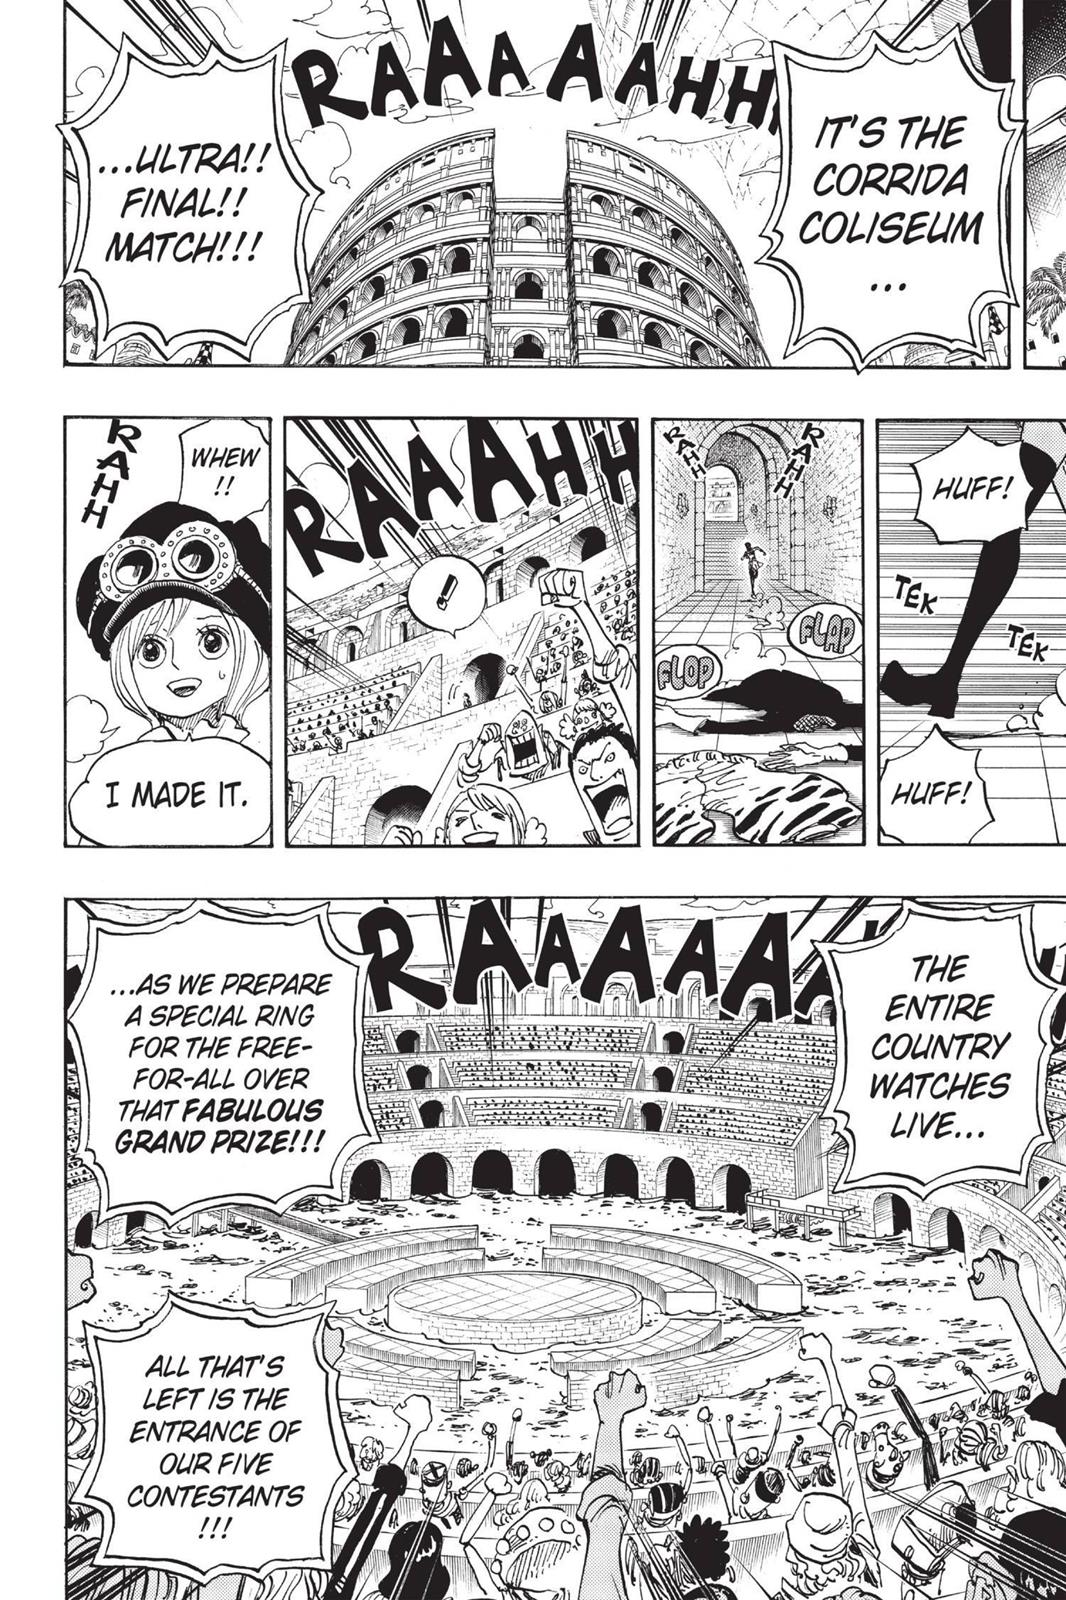 RAAAAAHHH
IT'S THE
CORRIDA
COLISEUM
...
...ULTRA!!
FINAL!!
MATCH!!!
HUFF!
TEK
TEK
HUFF!
RAHH
RAHH
FLAP
FLOP
RAAAHH
!
RAHH
WHEW
!!
I MADE IT.
RAAAAAA
THE
ENTIRE
COUNTRY
WATCHES
LIVE...
...AS WE PREPARE
A SPECIAL RING
FOR THE FREE-
FOR-ALL OVER
THAT FABULOUS
GRAND PRIZE!!!
ALL THAT'S
LEFT IS THE
ENTRANCE OF
OUR FIVE
CONTESTANTS
!!!